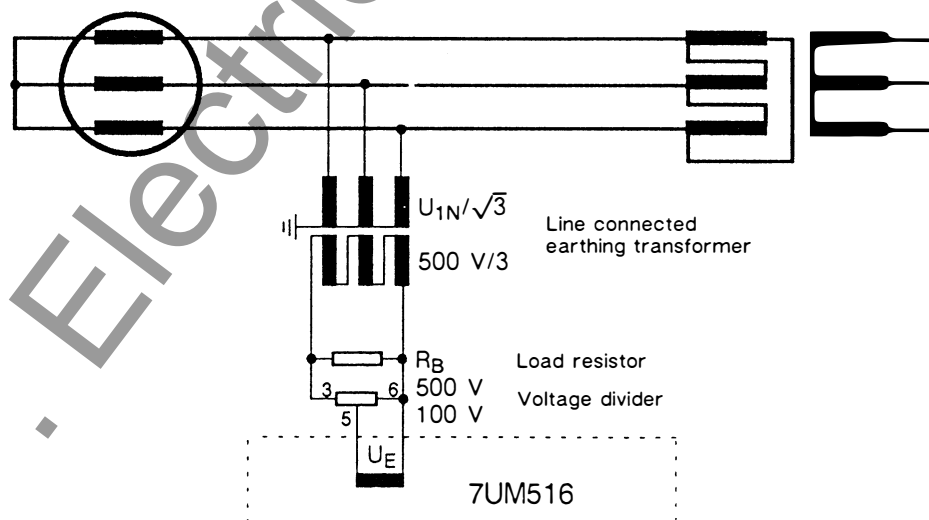 . Electri
U1N/√3
Line connected
earthing transformer
500 V/3
RB
Load resistor
500 V
3
6
Voltage divider
100 V
5
UE
7UM516